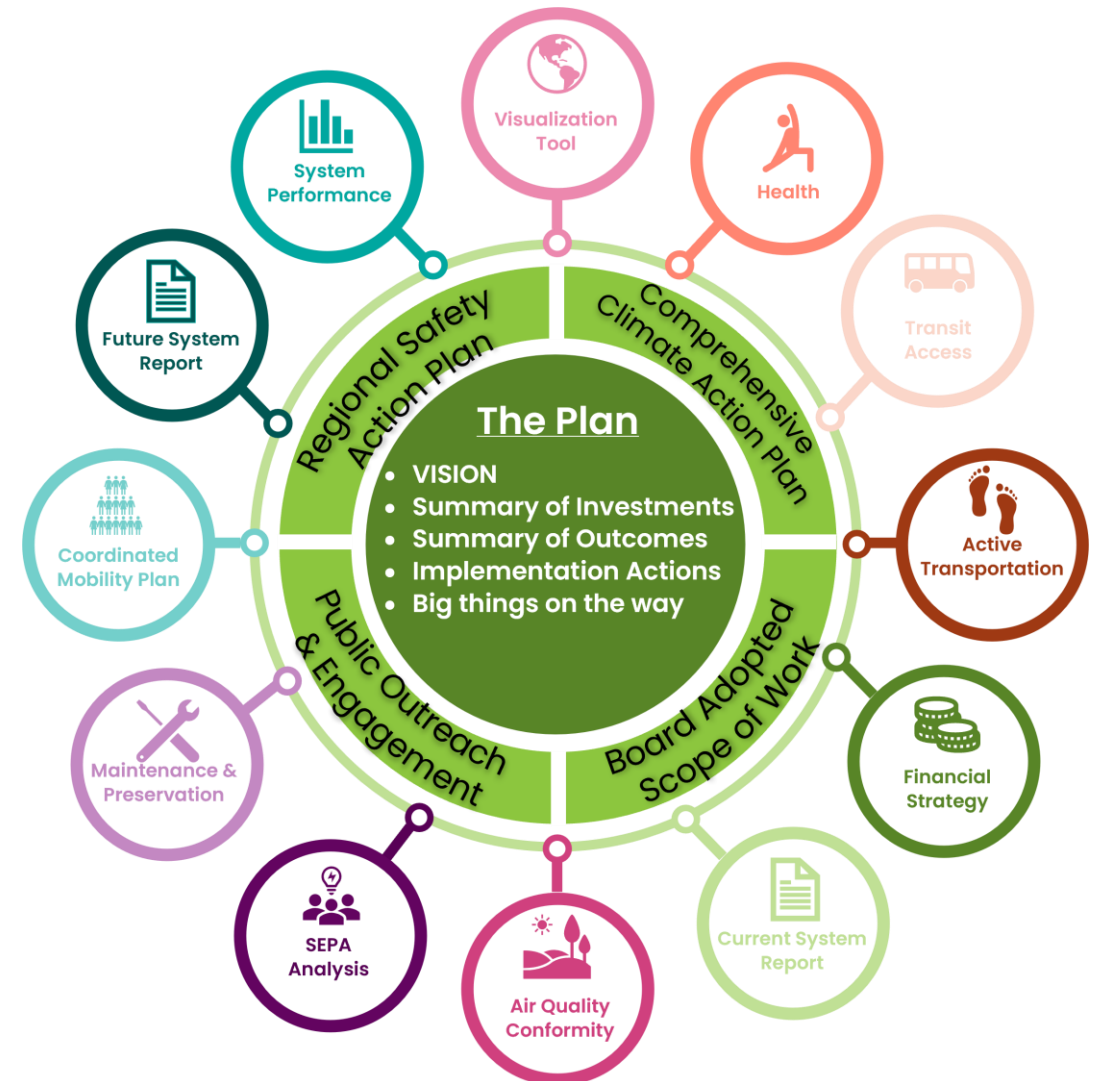 Visualization
Tool
Health
Transit
Access
Active
Transportation
Financial
Strategy
Current System
Report
Air Quality
Conformity
SEPA
Analysis
Maintenance &
Preservation
Coordinated
Mobility Plan
Future System
Report
System
Performance
Regional Safety
Action Plan
Comprehensive
Climate Action Plan
Board Adopted
Scope of Work
Public Outreach
& Engagement
The Plan
• VISION
• Summary of Investments
• Summary of Outcomes
• Implementation Actions
• Big things on the way